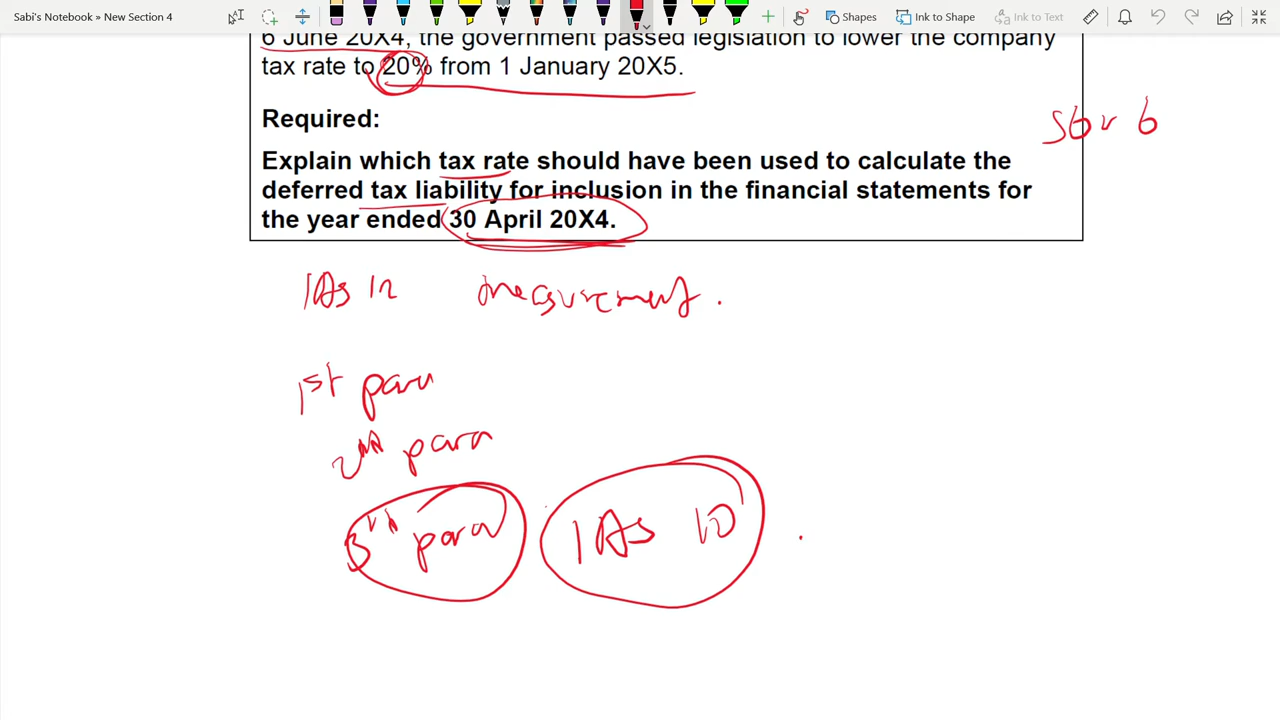 Sabi's Notebook » New Section 4
Shapes Ink to Shape Ink to Text
6 June 20X4, the government passed legislation to lower the company
tax rate to 20% from 1 January 20X5.
Required:
Explain which tax rate should have been used to calculate the
deferred tax liability for inclusion in the financial statements for
the year ended 30 April 20X4.
IAS 12 measurement.
1st para
2nd para
3rd para IAS 10